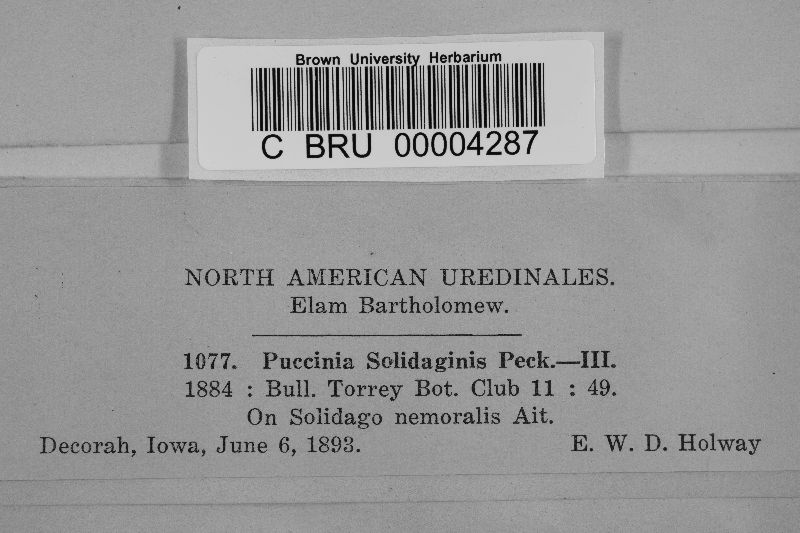 Brown University Herbarium
C BRU 00004287
NORTH AMERICAN UREDINALES.
Elam Bartholomew.
1077. Puccinia Solidaginis Peck.—III.
1884 : Bull. Torrey Bot. Club 11 : 49.
On Solidago nemoralis Ait.
Decorah, Iowa, June 6, 1893. E. W. D. Holway